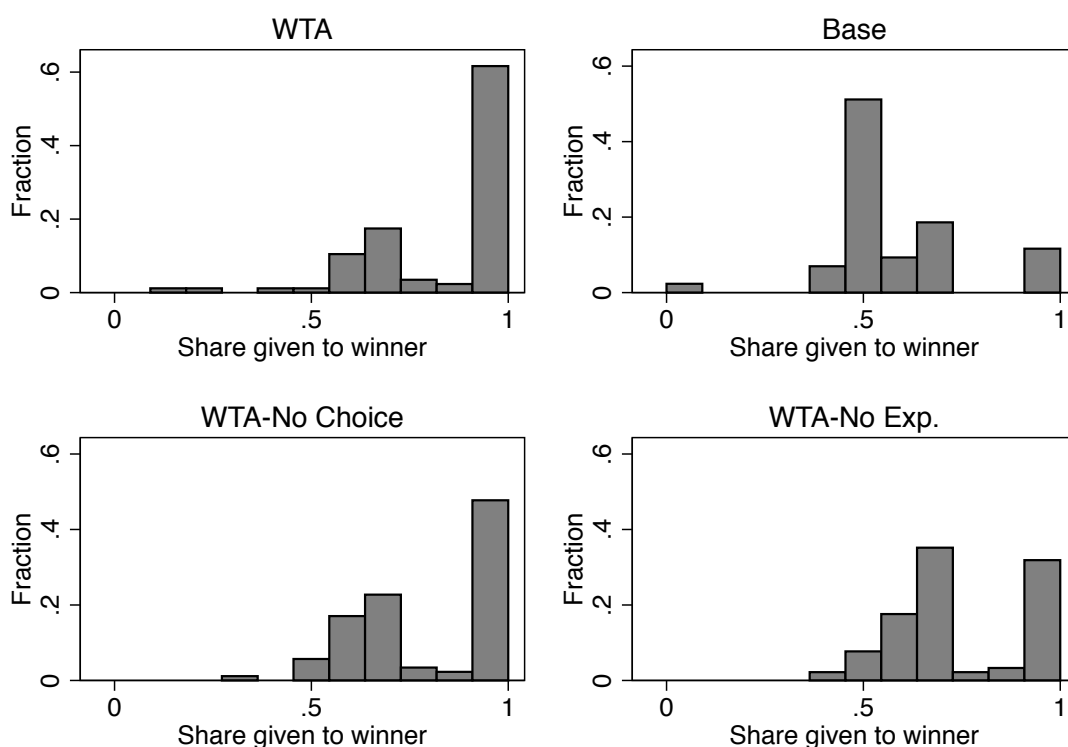 WTA
.6
.4
.2
0
Fraction
0 .5 1
Share given to winner
Base
.6
.4
.2
0
Fraction
0 .5 1
Share given to winner
WTA-No Choice
.6
.4
.2
0
Fraction
0 .5 1
Share given to winner
WTA-No Exp.
.6
.4
.2
0
Fraction
0 .5 1
Share given to winner